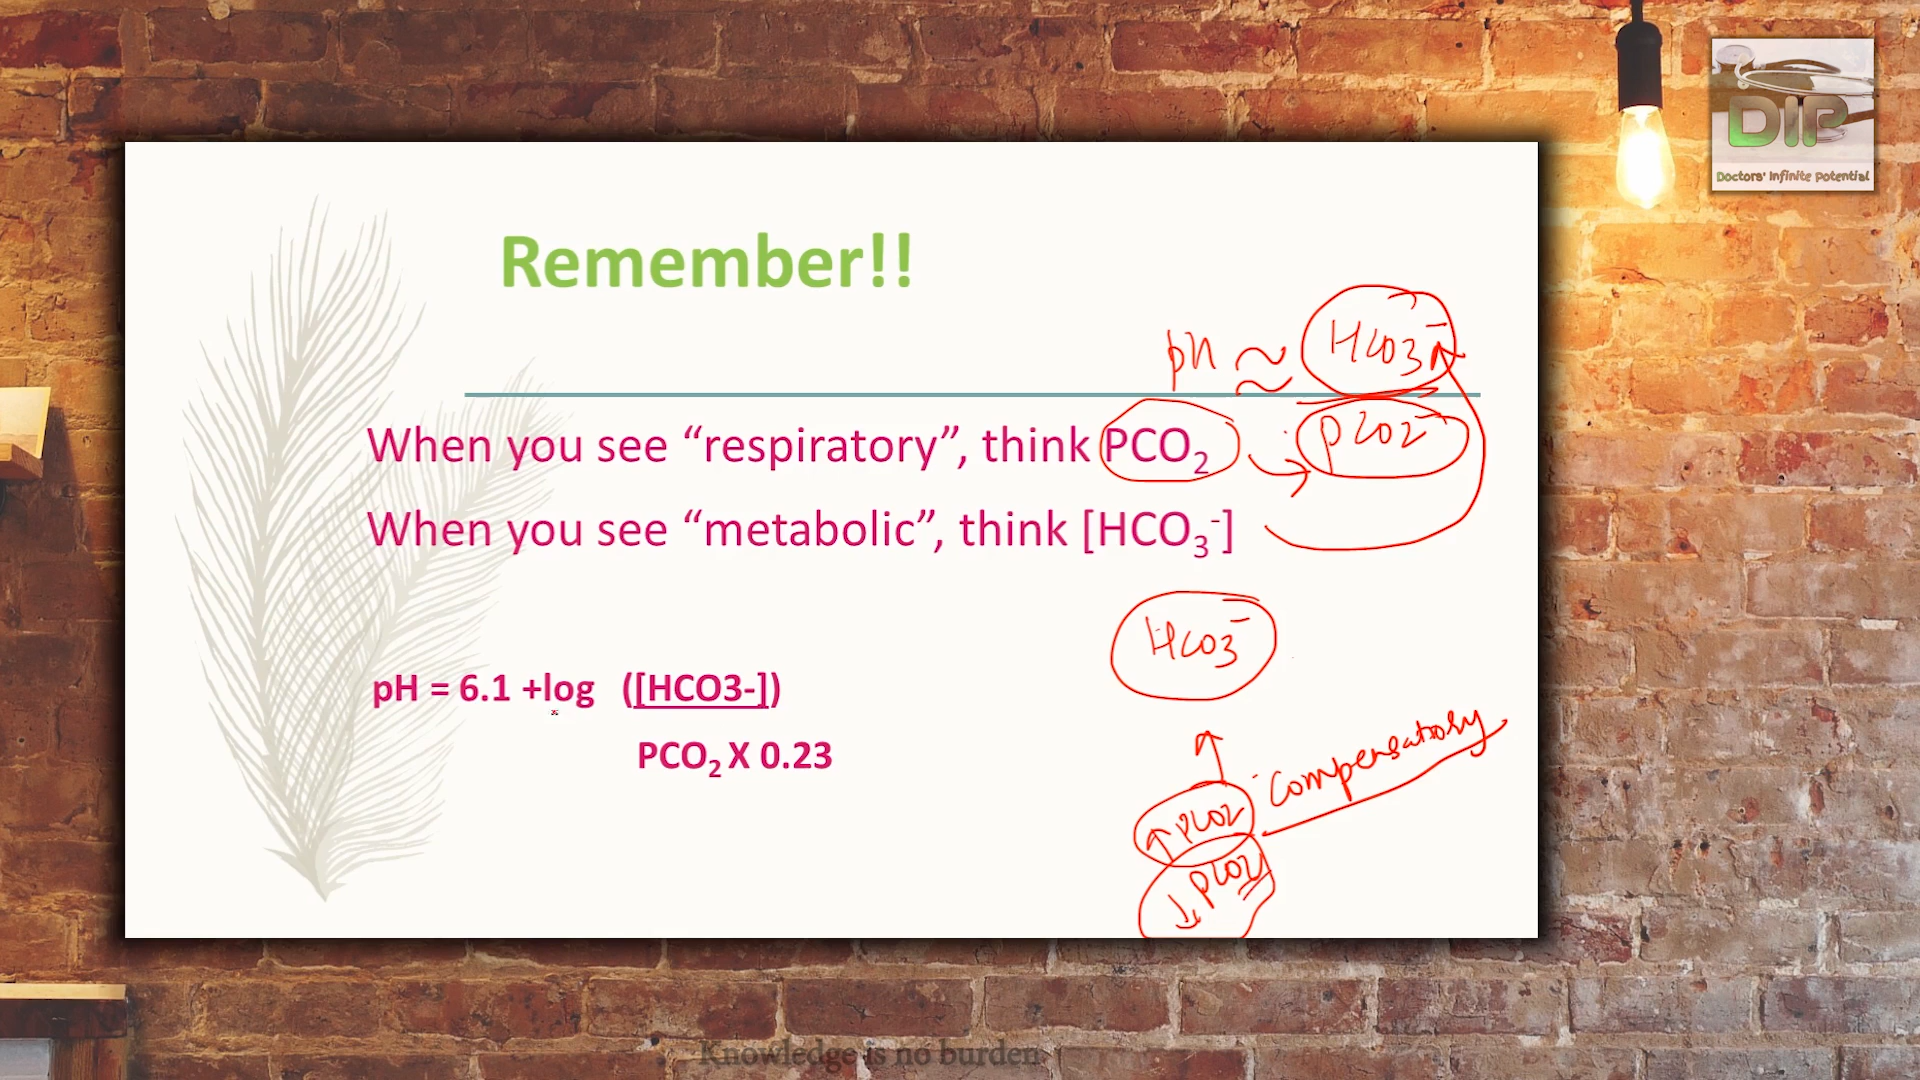 DIP
Doctors' Infinite Potential
Remember!!
pH ≈ HCO3⁻
PCO2
When you see “respiratory”, think PCO₂
When you see “metabolic”, think [HCO₃⁻]
HCO3⁻
pH = 6.1 +log ([HCO3-])
PCO₂ X 0.23
↑
Compensatory
↑ PCO2
↓ PCO2
Knowledge is no burden